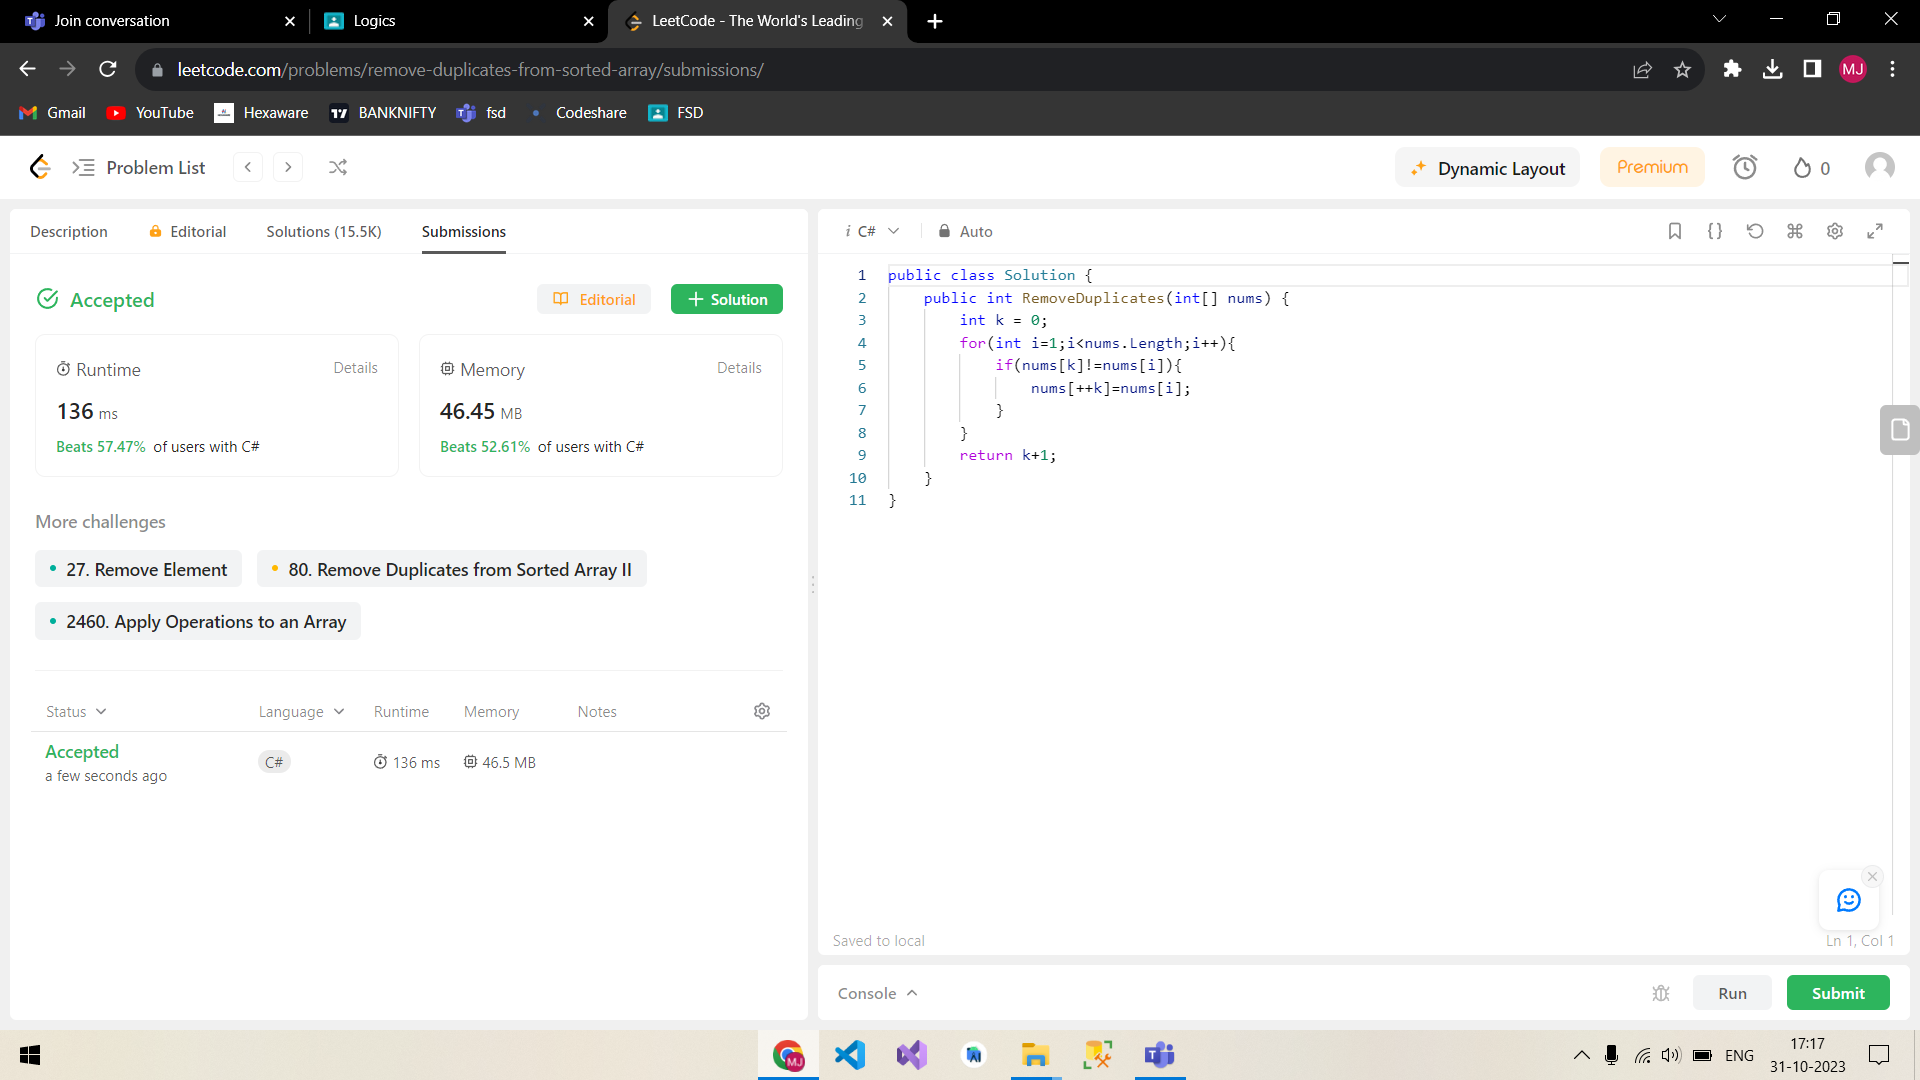 Join conversation
Logics
LeetCode - The World's Leading
leetcode.com/problems/remove-duplicates-from-sorted-array/submissions/
MJ
Gmail
YouTube
Hexaware
BANKNIFTY
fsd
Codeshare
FSD
Problem List
Dynamic Layout
Premium
0
Description
Editorial
Solutions (15.5K)
Submissions
Accepted
Editorial
+ Solution
Runtime
Details
136 ms
Beats 57.47% of users with C#
Memory
Details
46.45 MB
Beats 52.61% of users with C#
More challenges
27. Remove Element
80. Remove Duplicates from Sorted Array II
2460. Apply Operations to an Array
Status
Language
Runtime
Memory
Notes
Accepted
a few seconds ago
C#
136 ms
46.5 MB
i C#
Auto
1 public class Solution {
2     public int RemoveDuplicates(int[] nums) {
3         int k = 0;
4         for(int i=1;i<nums.Length;i++){
5             if(nums[k]!=nums[i]){
6                 nums[++k]=nums[i];
7             }
8         }
9         return k+1;
10     }
11 }
Saved to local
Ln 1, Col 1
Console
Run
Submit
MJ
ENG
17:17
31-10-2023